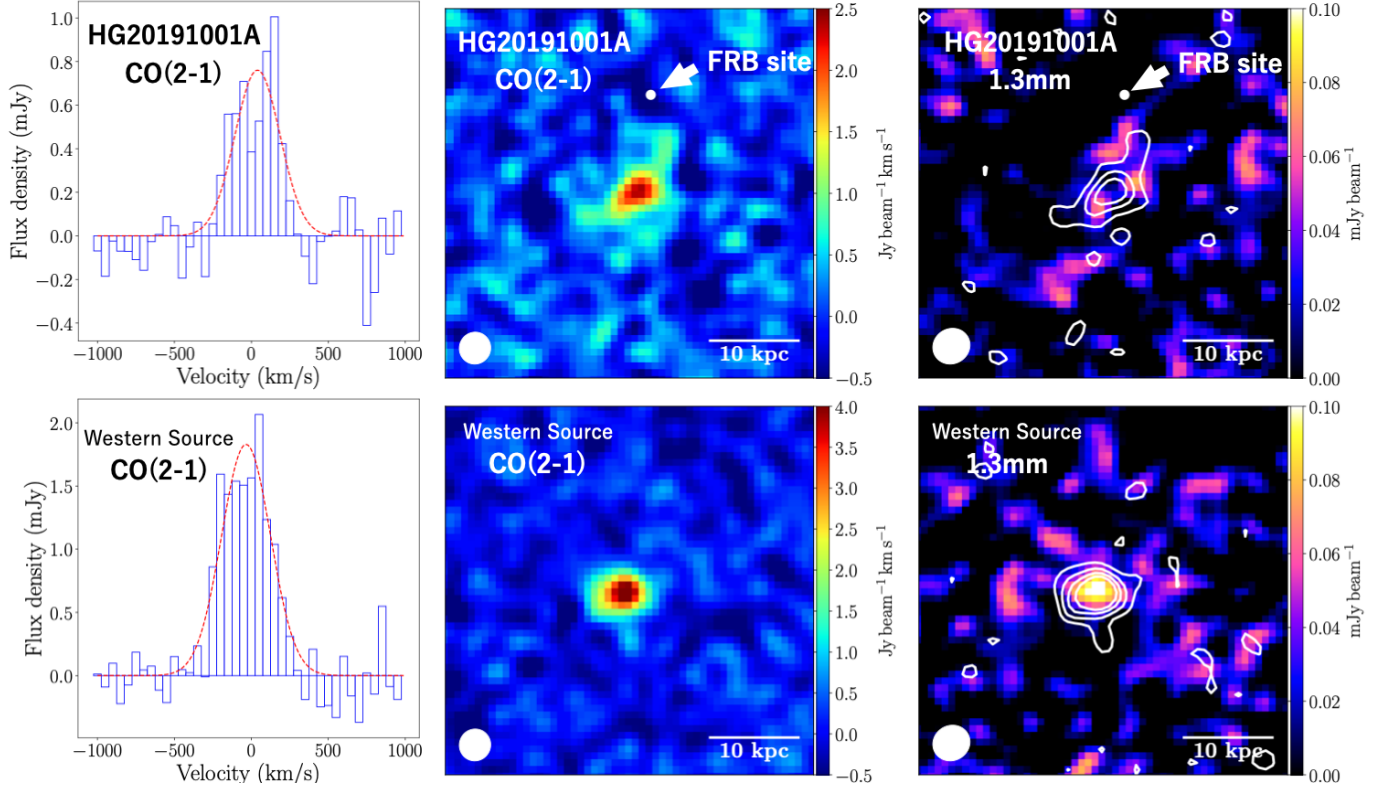 HG20191001A
CO(2-1)
Flux density (mJy)
1.0
0.8
0.6
0.4
0.2
0.0
−0.2
−0.4
−1000
−500
0
500
1000
Velocity (km/s)
HG20191001A
CO(2-1)
FRB site
10 kpc
2.5
2.0
1.5
1.0
0.5
0.0
−0.5
Jy beam⁻¹ km s⁻¹
HG20191001A
1.3mm
FRB site
10 kpc
0.10
0.08
0.06
0.04
0.02
0.00
mJy beam⁻¹
Western Source
CO(2-1)
Flux density (mJy)
2.0
1.5
1.0
0.5
0.0
−1000
−500
0
500
1000
Velocity (km/s)
Western Source
CO(2-1)
10 kpc
4.0
3.5
3.0
2.5
2.0
1.5
1.0
0.5
0.0
−0.5
Jy beam⁻¹ km s⁻¹
Western Source
1.3mm
10 kpc
0.10
0.08
0.06
0.04
0.02
0.00
mJy beam⁻¹